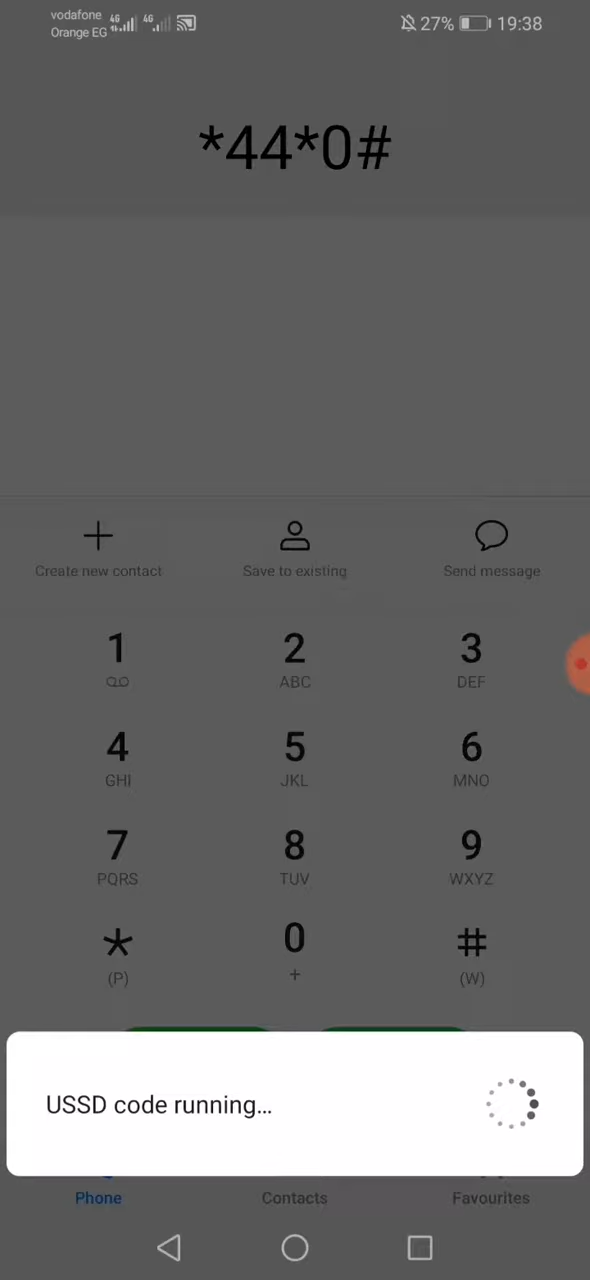 vodafone 4G 4G 27% 19:38
Orange EG
*44*0#
Create new contact Save to existing Send message
1 2 3
ABC DEF
4 5 6
GHI JKL MNO
7 8 9
PQRS TUV WXYZ
* 0 #
(P) + (W)
USSD code running...
Phone Contacts Favourites